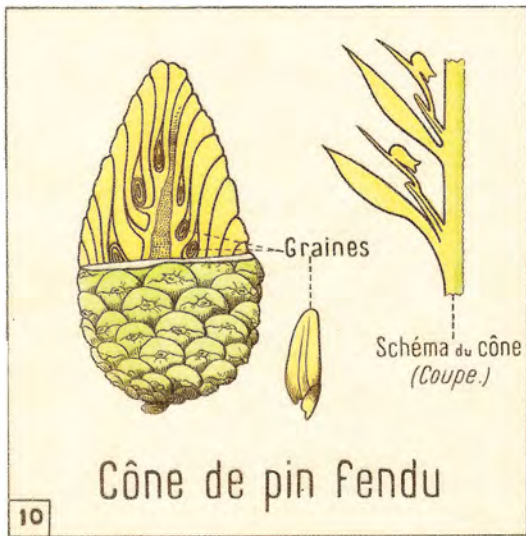 Graines
Schéma du cône
(Coupe.)
Cône de pin fendu
10